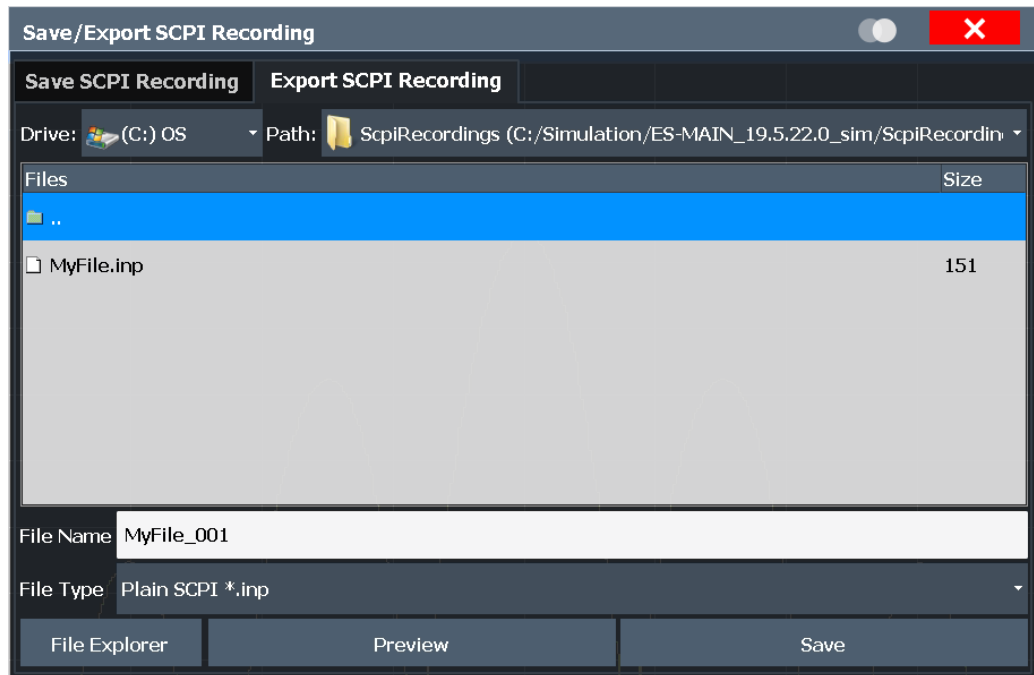 Save/Export SCPI Recording
Save SCPI Recording Export SCPI Recording
Drive: (C:) OS Path: ScpiRecordings (C:/Simulation/ES-MAIN_19.5.22.0_sim/ScpiRecordin
Files Size
..
MyFile.inp 151
File Name MyFile_001
File Type Plain SCPI *.inp
File Explorer Preview Save